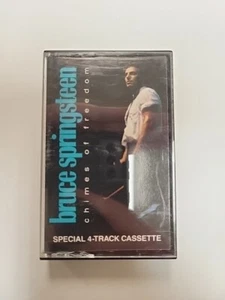 bruce springsteen
chimes of freedom
SPECIAL 4-TRACK CASSETTE